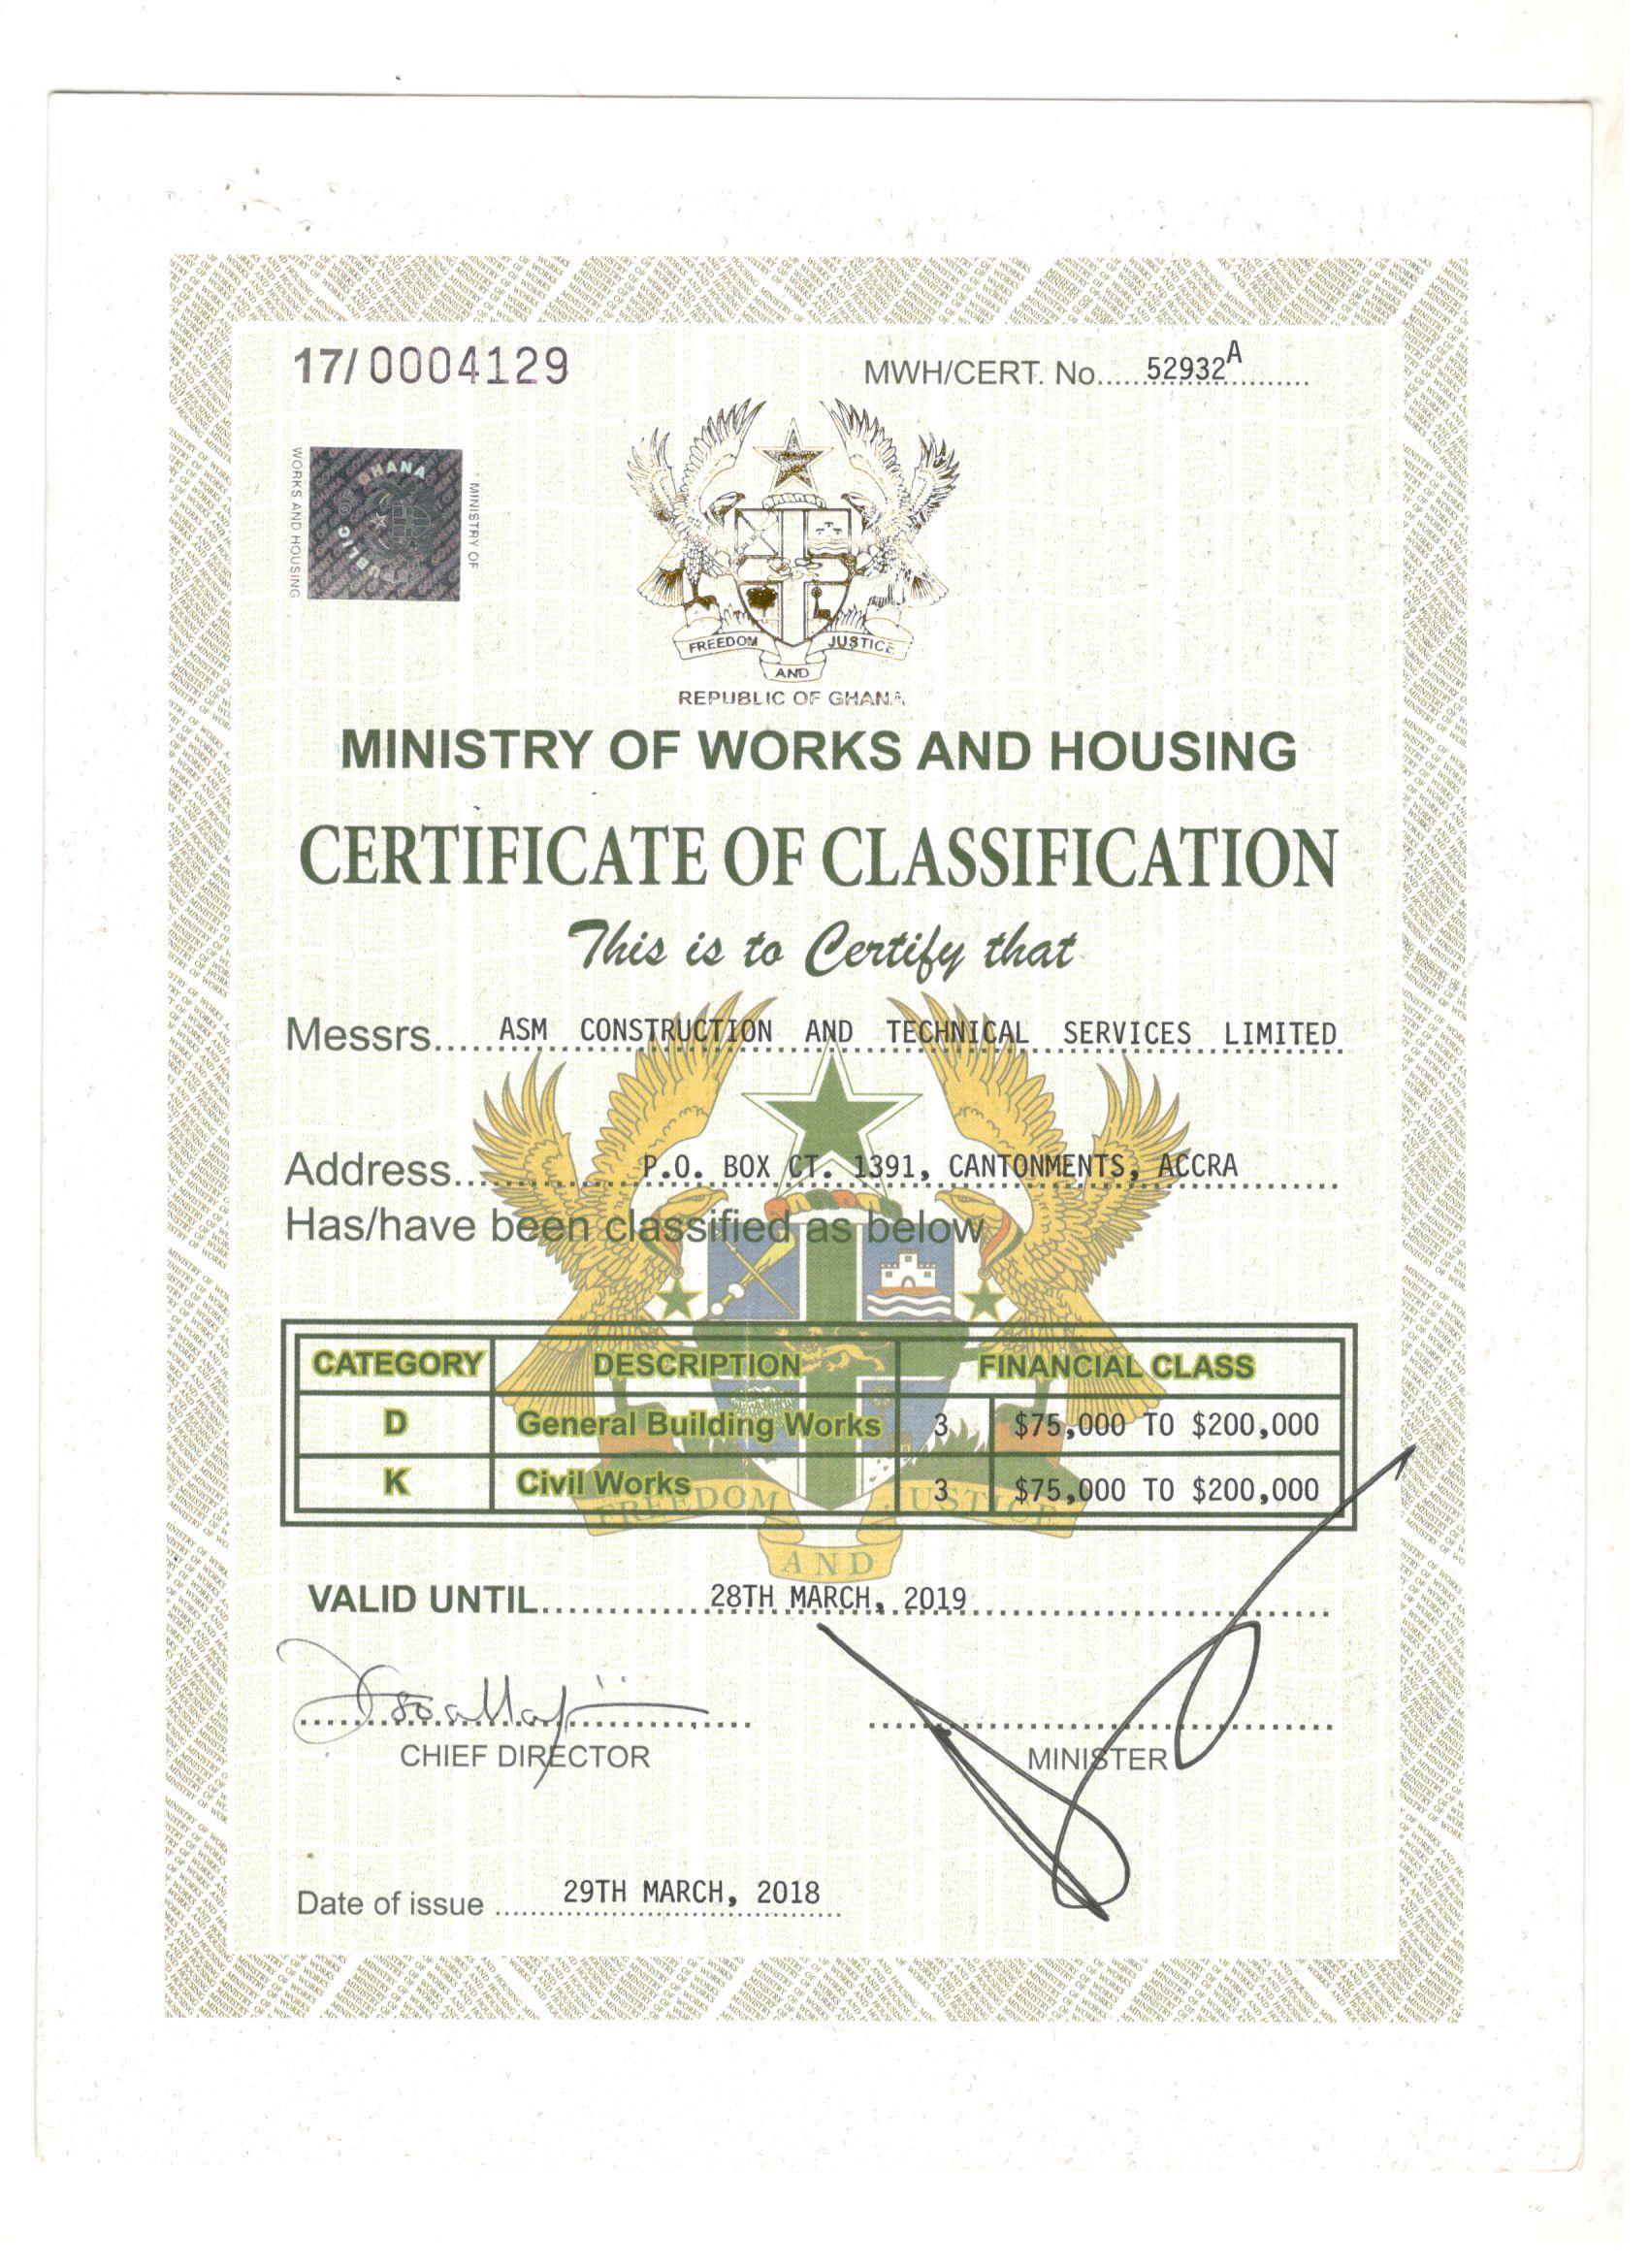 17/0004129
MWH/CERT. No..... 52932A
GHANA
REPUBLIC OF
WORKS AND HOUSING
MINISTRY OF
FREEDOM JUSTICE
AND
REPUBLIC OF GHANA
MINISTRY OF WORKS AND HOUSING
CERTIFICATE OF CLASSIFICATION
This is to Certify that
Messrs..... ASM CONSTRUCTION AND TECHNICAL SERVICES LIMITED
Address... P.O. BOX CT. 1391, CANTONMENTS, ACCRA
Has/have been classified as below
CATEGORY DESCRIPTION FINANCIAL CLASS
D General Building Works 3 $75,000 TO $200,000
K Civil Works 3 $75,000 TO $200,000
FREEDOM JUSTICE
AND
VALID UNTIL..... 28TH MARCH, 2019
CHIEF DIRECTOR MINISTER
Date of issue ..... 29TH MARCH, 2018